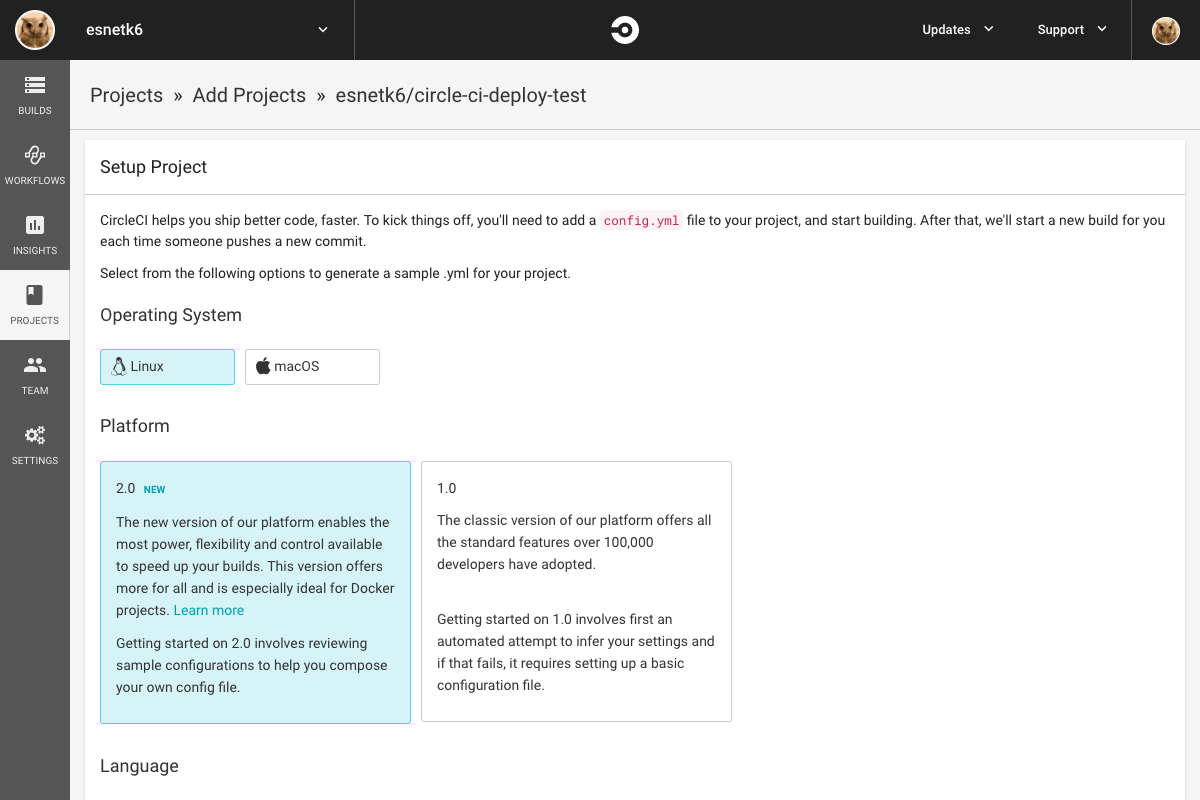 esnetk6
Updates
Support
BUILDS
WORKFLOWS
INSIGHTS
PROJECTS
TEAM
SETTINGS
Projects » Add Projects » esnetk6/circle-ci-deploy-test
Setup Project
CircleCI helps you ship better code, faster. To kick things off, you'll need to add a config.yml file to your project, and start building. After that, we'll start a new build for you
each time someone pushes a new commit.
Select from the following options to generate a sample .yml for your project.
Operating System
Linux
macOS
Platform
2.0 NEW
The new version of our platform enables the
most power, flexibility and control available
to speed up your builds. This version offers
more for all and is especially ideal for Docker
projects. Learn more
Getting started on 2.0 involves reviewing
sample configurations to help you compose
your own config file.
1.0
The classic version of our platform offers all
the standard features over 100,000
developers have adopted.
Getting started on 1.0 involves first an
automated attempt to infer your settings and
if that fails, it requires setting up a basic
configuration file.
Language